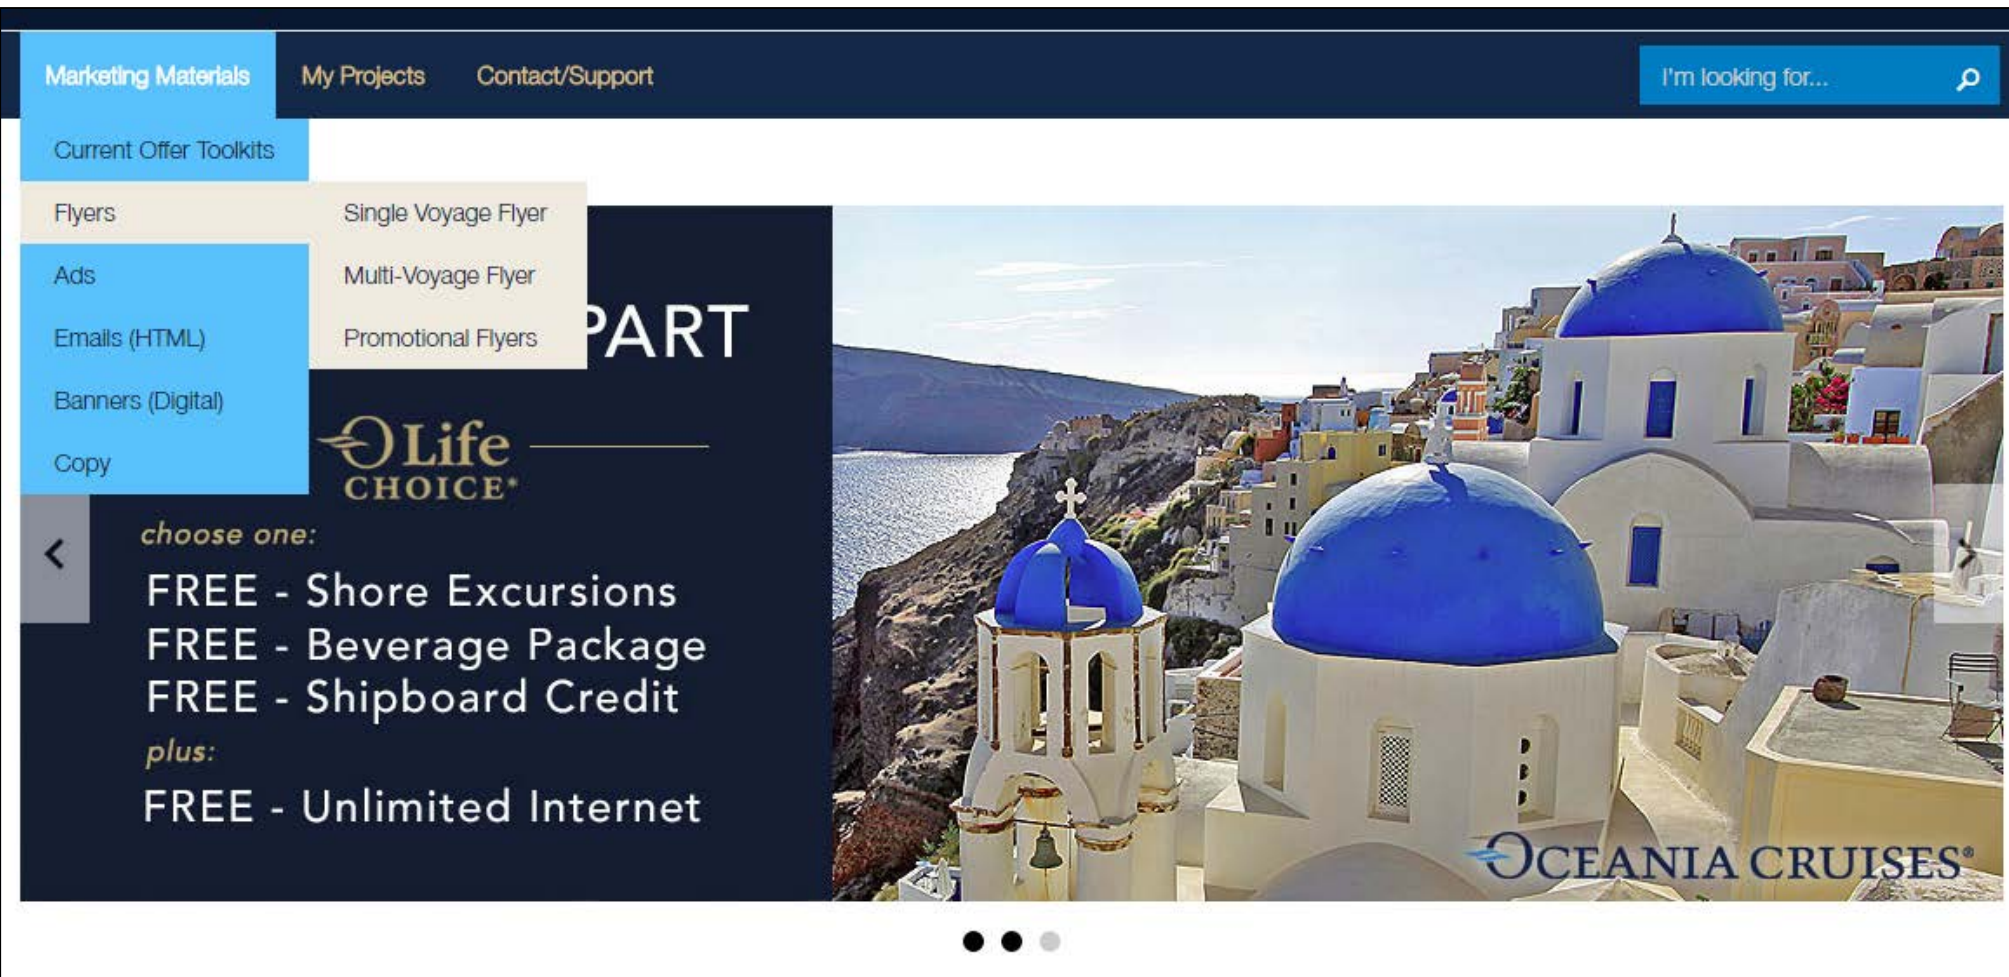 Marketing Materials My Projects Contact/Support I'm looking for...
Current Offer Toolkits
Flyers Single Voyage Flyer
Ads Multi-Voyage Flyer
Emails (HTML) Promotional Flyers
PART
Banners (Digital)
Copy
OLife
CHOICE®
choose one:
FREE - Shore Excursions
FREE - Beverage Package
FREE - Shipboard Credit
plus:
FREE - Unlimited Internet
OCEANIA CRUISES®